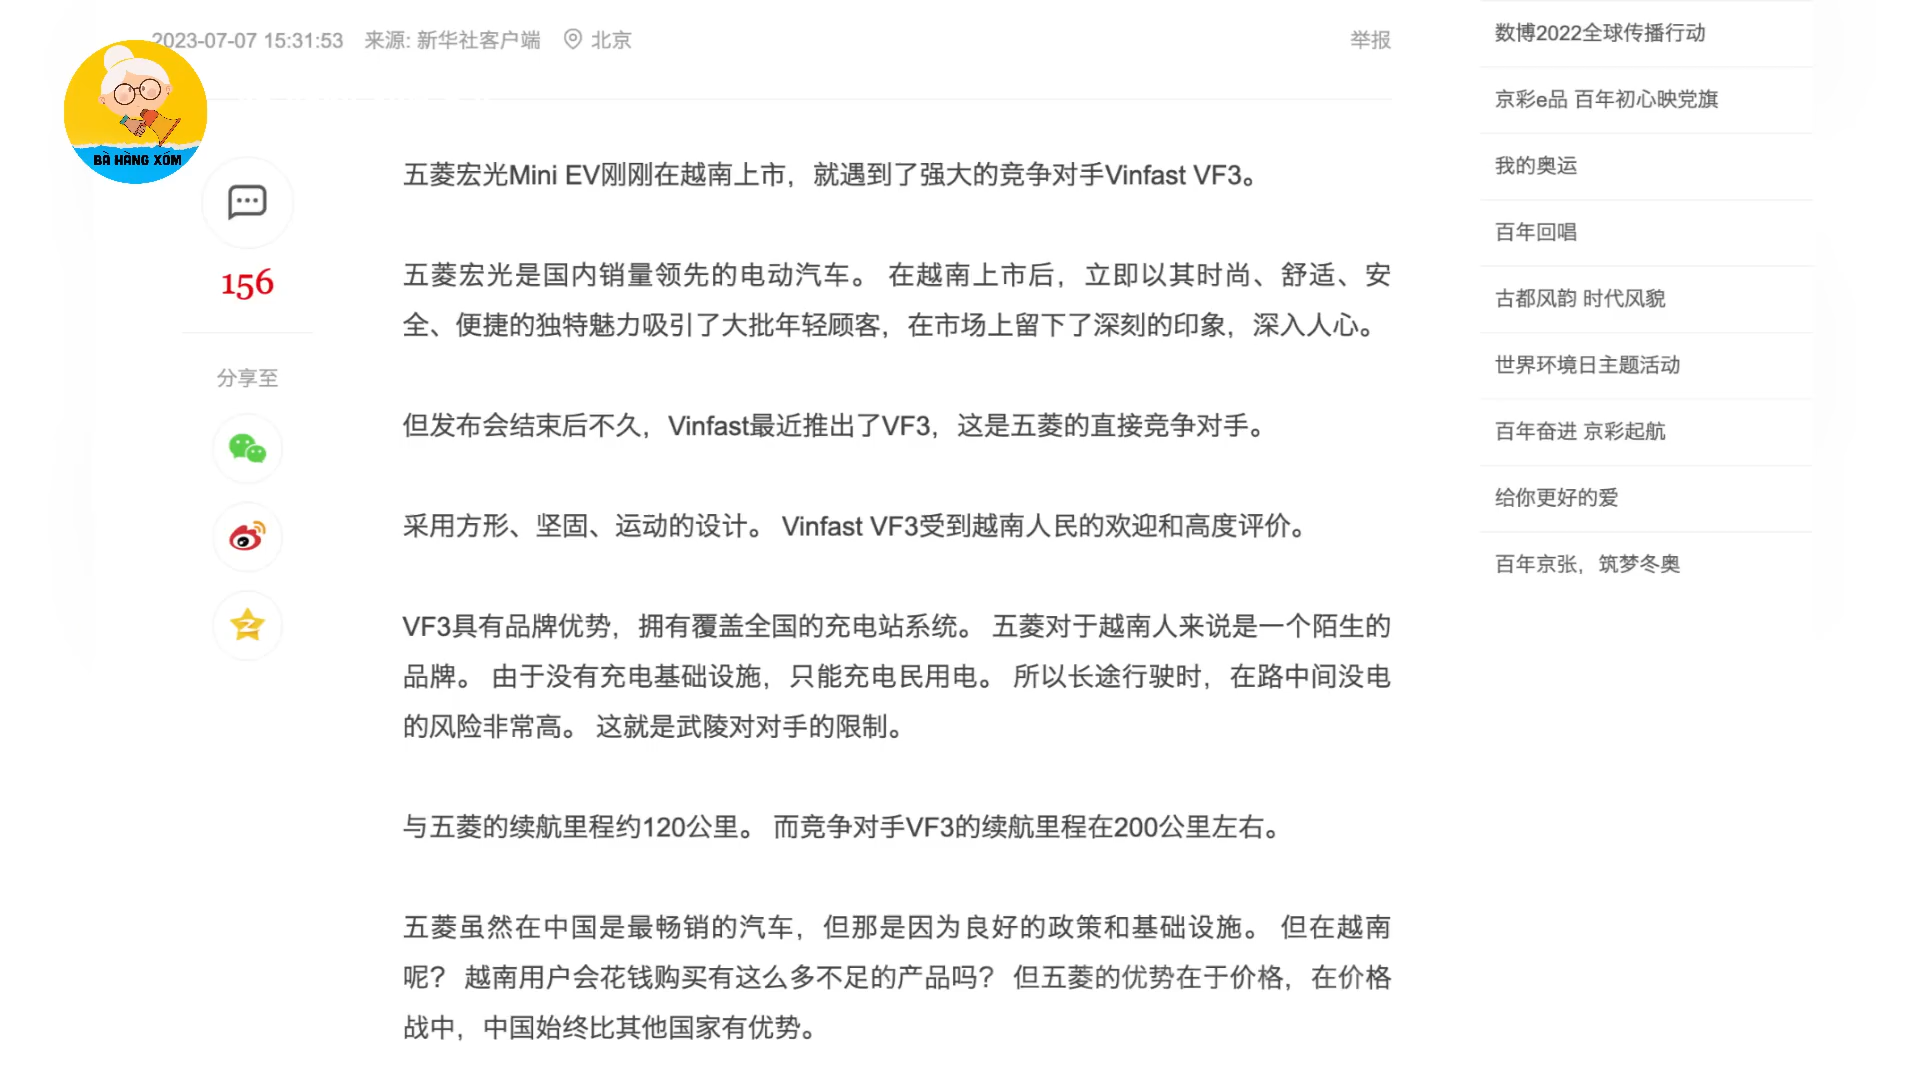 2023-07-07 15:31:53 来源: 新华社客户端 北京
举报
BÀ HÀNG XÓM
156
分享至
五菱宏光Mini EV刚刚在越南上市，就遇到了强大的竞争对手Vinfast VF3。
五菱宏光是国内销量领先的电动汽车。 在越南上市后，立即以其时尚、舒适、安
全、便捷的独特魅力吸引了大批年轻顾客，在市场上留下了深刻的印象，深入人心。
但发布会结束后不久，Vinfast最近推出了VF3，这是五菱的直接竞争对手。
采用方形、坚固、运动的设计。 Vinfast VF3受到越南人民的欢迎和高度评价。
VF3具有品牌优势，拥有覆盖全国的充电站系统。 五菱对于越南人来说是一个陌生的
品牌。 由于没有充电基础设施，只能充电民用电。 所以长途行驶时，在路中间没电
的风险非常高。 这就是武陵对对手的限制。
与五菱的续航里程约120公里。 而竞争对手VF3的续航里程在200公里左右。
五菱虽然在中国是最畅销的汽车，但那是因为良好的政策和基础设施。 但在越南
呢？ 越南用户会花钱购买有这么多不足的产品吗？ 但五菱的优势在于价格，在价格
战中，中国始终比其他国家有优势。
数博2022全球传播行动
京彩e品 百年初心映党旗
我的奥运
百年回唱
古都风韵 时代风貌
世界环境日主题活动
百年奋进 京彩起航
给你更好的爱
百年京张，筑梦冬奥